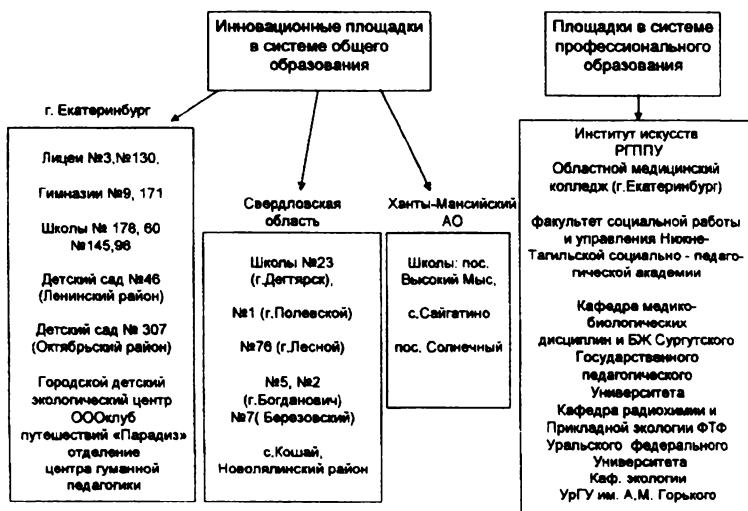 Инновационные площадки
в системе общего
образования
Площадки в системе
профессионального
образования
г. Екатеринбург
Лицеи №3,№130,
Гимназии №9, 171
Школы № 178, 60
№145,96
Детский сад №46
(Ленинский район)
Детский сад № 307
(Октябрьский район)
Городской детский
экологический центр
ОООклуб
путешествий «Парадиз»
отделение
центра гуманной
педагогики
Свердловская
область
Школы №23
(г.Дегтярск),
№1 (г.Полевской)
№76 (г.Лесной)
№5, №2
(г.Богданович)
№7( Березовский)
с.Кошай,
Новолялинский район
Ханты-Мансийский
АО
Школы: пос.
Высокий Мыс,
с.Сайгатино
пос. Солнечный
Институт искусств
РГППУ
Областной медицинский
колледж (г.Екатеринбург)
факультет социальной работы
и управления Нижне-
Тагильской социально - педаго-
гической академии
Кафедра медико-
биологических
дисциплин и БЖ Сургутского
Государственного
педагогического
Университета
Кафедра радиохимии и
Прикладной экологии ФТФ
Уральского федерального
Университета
Каф. экологии
УрГУ им. А.М. Горького